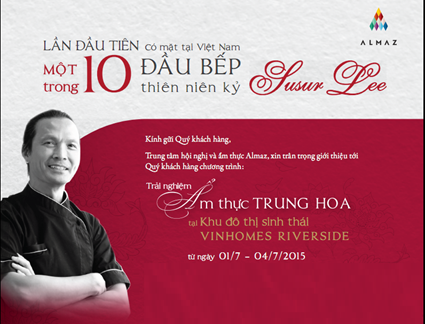 ALMAZ
LẦN ĐẦU TIÊN Có mặt tại Việt Nam
MỘT trong 10 ĐẦU BẾP thiên niên kỷ Susur Lee
Kính gửi Quý khách hàng,
Trung tâm hội nghị và ẩm thực Almaz, xin trân trọng giới thiệu tới
Quý khách hàng chương trình:
Trải nghiệm
Ẩm thực TRUNG HOA
tại Khu đô thị sinh thái
VINHOMES RIVERSIDE
từ ngày 01/7 - 04/7/2015